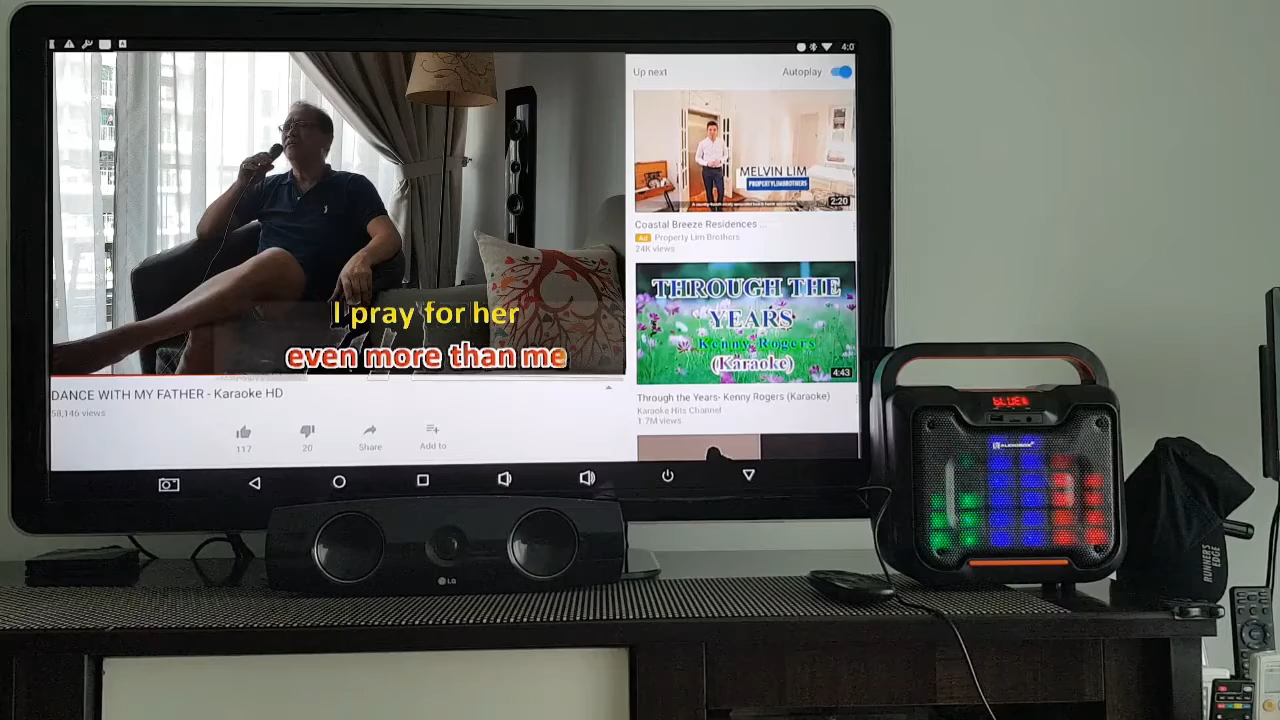 4:0
Up next
Autoplay
MELVIN LIM
PROPERTYLIMBROTHERS
2:20
Coastal Breeze Residences ...
Ad Property Lim Brothers
24K views
I pray for her
even more than me
THROUGH THE
YEARS
Kenny Rogers
(Karaoke)
4:43
DANCE WITH MY FATHER - Karaoke HD
58,146 views
Through the Years- Kenny Rogers (Karaoke)
Karaoke Hits Channel
1.7M views
117
20
Share
Add to
bLUE
LG
RUNNER'S
EDGE